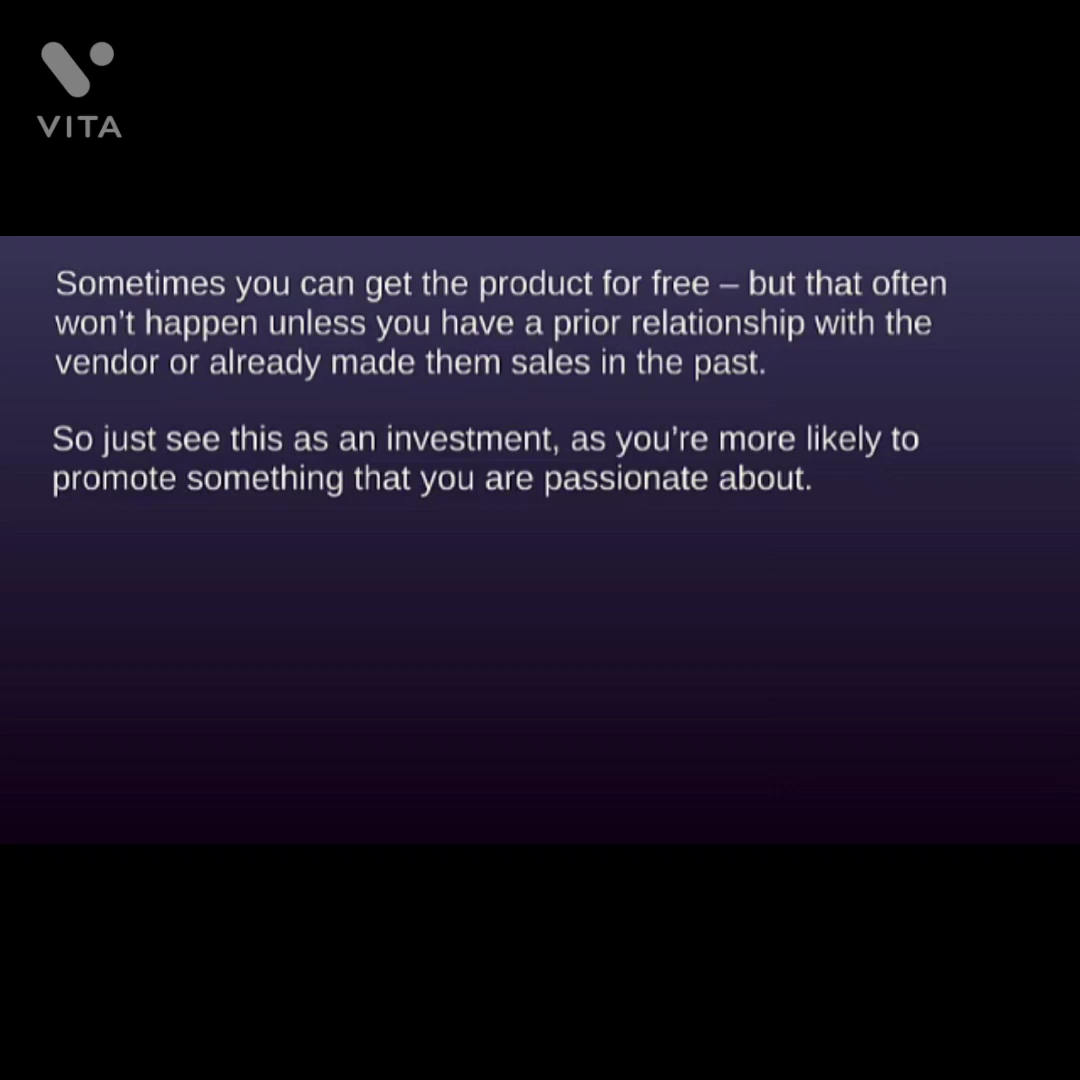 VITA
Sometimes you can get the product for free – but that often
won’t happen unless you have a prior relationship with the
vendor or already made them sales in the past.
So just see this as an investment, as you’re more likely to
promote something that you are passionate about.